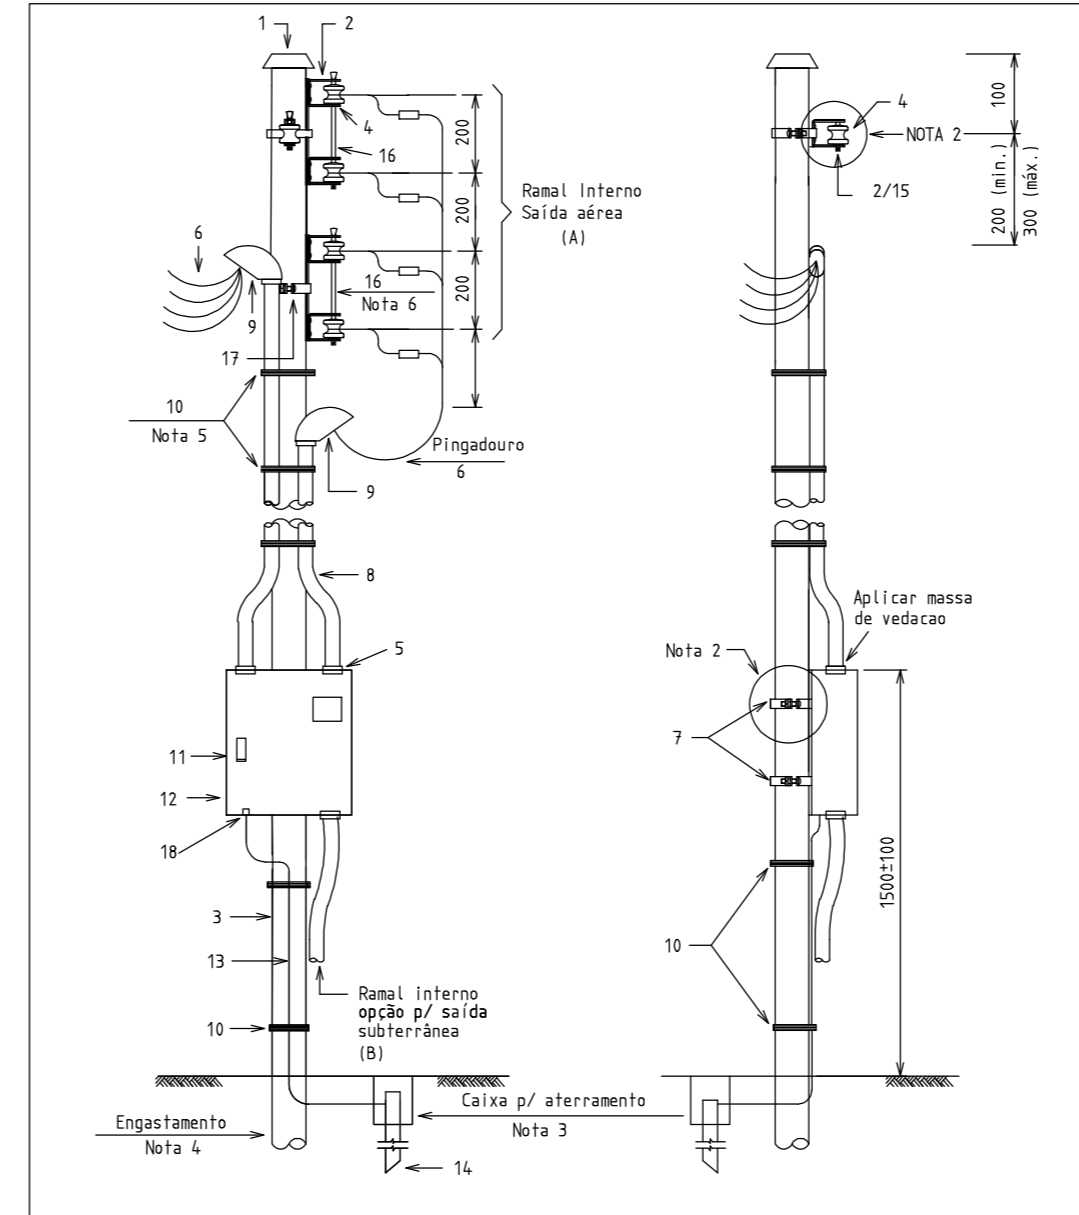 1
2
4
16
200
200
200
Ramal Interno
Saída aérea
(A)
6
9
16
Nota 6
17
10
Nota 5
Pingadouro
6
9
8
5
11
12
18
3
13
10
Ramal interno
opção p/ saída
subterrânea
(B)
Engastamento
Nota 4
Caixa p/ aterramento
Nota 3
14
4
NOTA 2
2/15
100
200 (min.)
300 (máx.)
Aplicar massa
de vedacao
Nota 2
7
10
1500±100